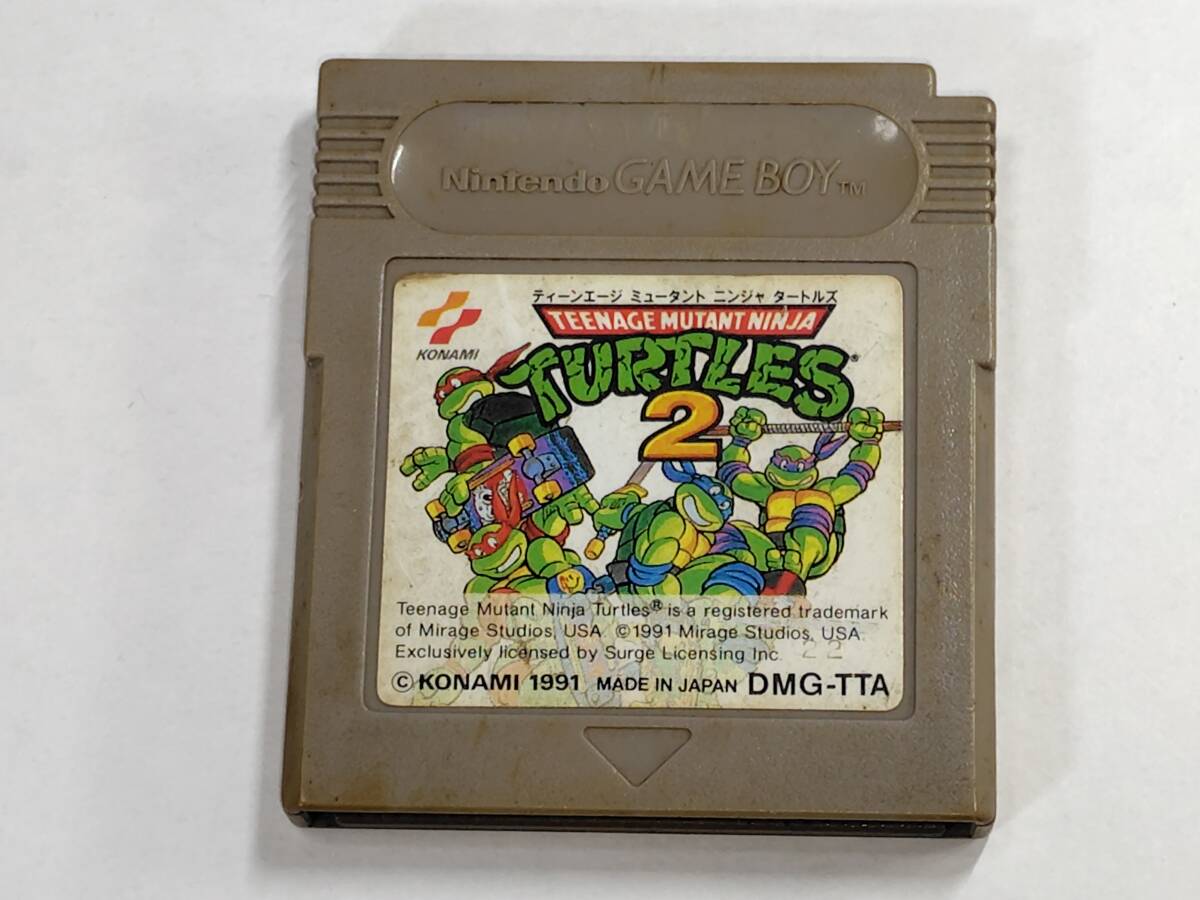 Nintendo GAME BOY TM
KONAMI
ティーンエージ ミュータント ニンジャ タートルズ
TEENAGE MUTANT NINJA
TURTLES®
2
Teenage Mutant Ninja Turtles® is a registered trademark
of Mirage Studios, USA. ©1991 Mirage Studios, USA.
Exclusively licensed by Surge Licensing Inc. 22
© KONAMI 1991 MADE IN JAPAN DMG-TTA